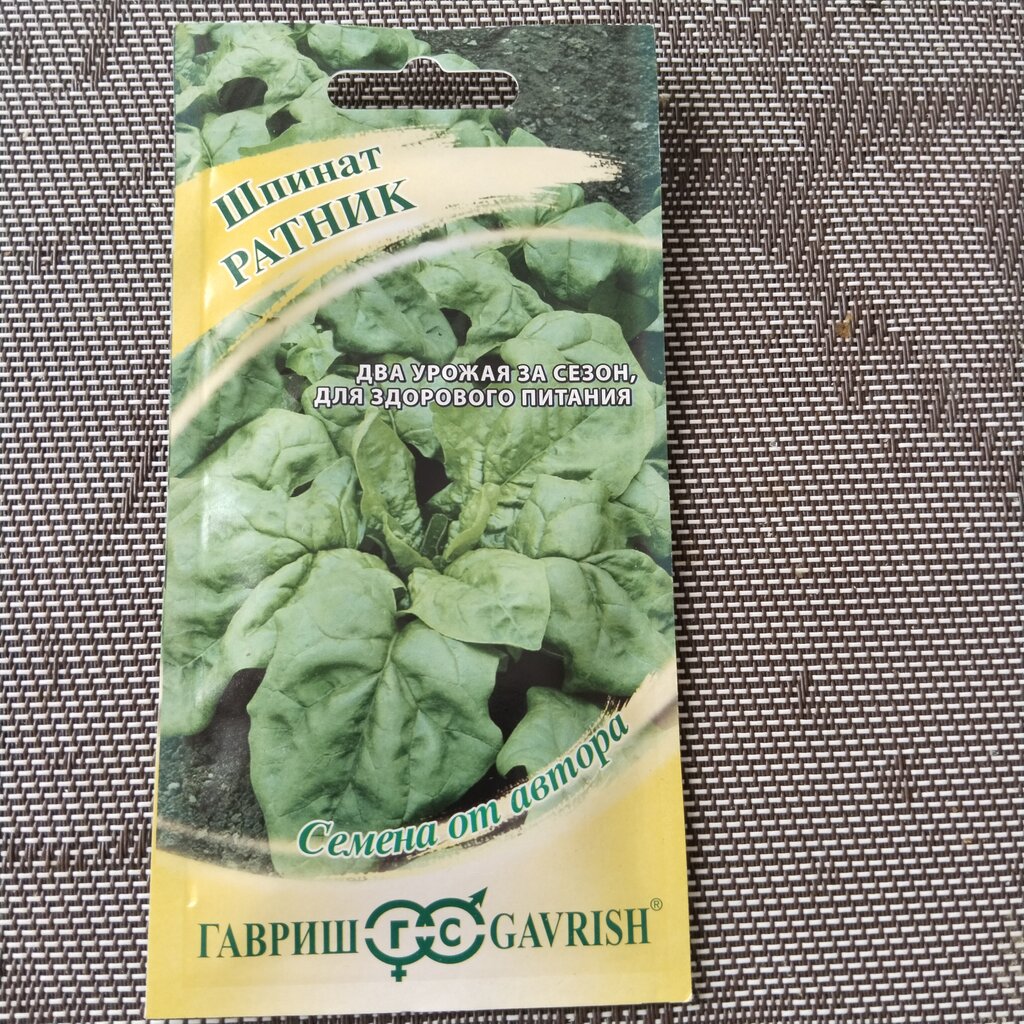 Шпинат
РАТНИК
ДВА УРОЖАЯ ЗА СЕЗОН,
ДЛЯ ЗДОРОВОГО ПИТАНИЯ
Семена от автора
ГАВРИШ ГС GAVRISH®